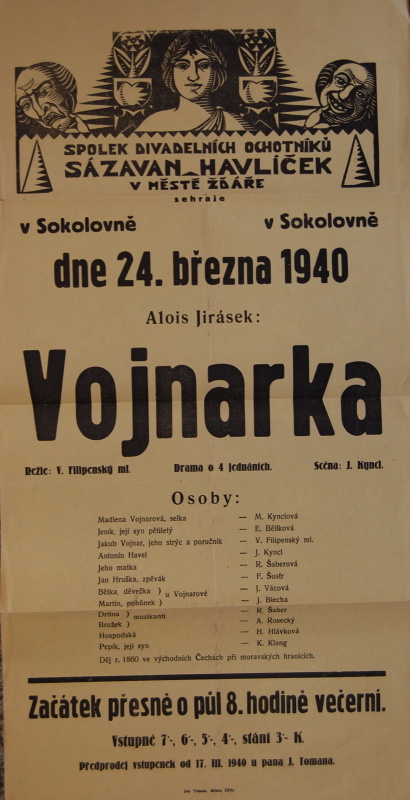 SPOLEK DIVADELNÍCH OCHOTNÍKŮ
SÁZAVAN-HAVLÍČEK
V MĚSTĚ ŽĎÁŘE
sehraje
v Sokolovně v Sokolovně
dne 24. března 1940
Alois Jirásek:
Vojnarka
Režie: V. Filipenský ml. Drama o 4 jednáních. Scéna: J. Kyncl.
Osoby:
Madlena Vojnarová, selka — M. Kynclová
Jeník, její syn pětiletý — E. Bělíková
Jakub Vojnar, jeho strýc a poručník — V. Filipenský ml.
Antonín Havel — J. Kyncl
Jeho matka — R. Šaberová
Jan Hruška, zpěvák — F. Šustr
Bětka, děvečka ) u Vojnarové — J. Vácová
Martin, pohůnek ) — J. Blecha
Drtina ) muzikanti — R. Šaber
Brožek ) — A. Rosecký
Hospodská — H. Hlávková
Pepík, její syn — K. Klang
Děj r. 1860 ve východních Čechách při moravských hranicích.
Začátek přesně o půl 8. hodině večerní.
Vstupné 7·-, 6·-, 5·-, 4·-, stání 3·- K.
Předprodej vstupenek od 17. III. 1940 u pana J. Tomana.